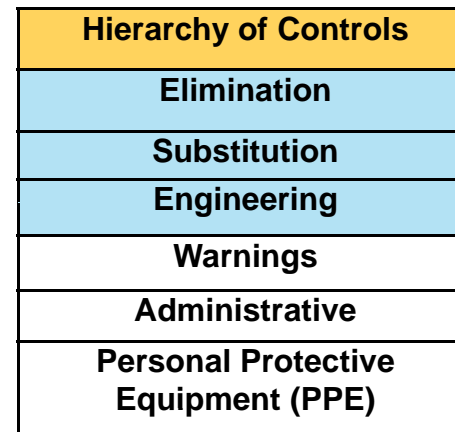 Hierarchy of Controls
Elimination
Substitution
Engineering
Warnings
Administrative
Personal Protective
Equipment (PPE)